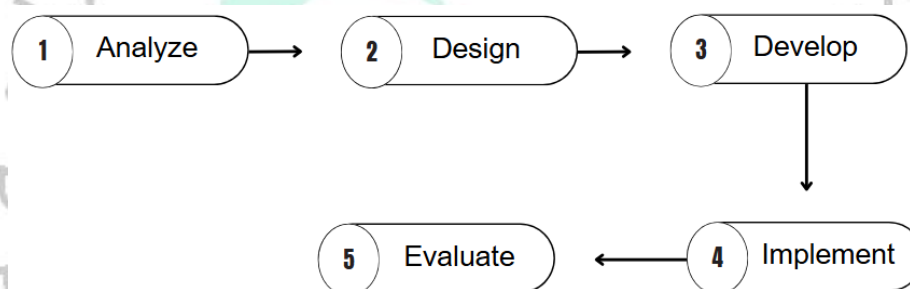 1 Analyze
2 Design
3 Develop
4 Implement
5 Evaluate